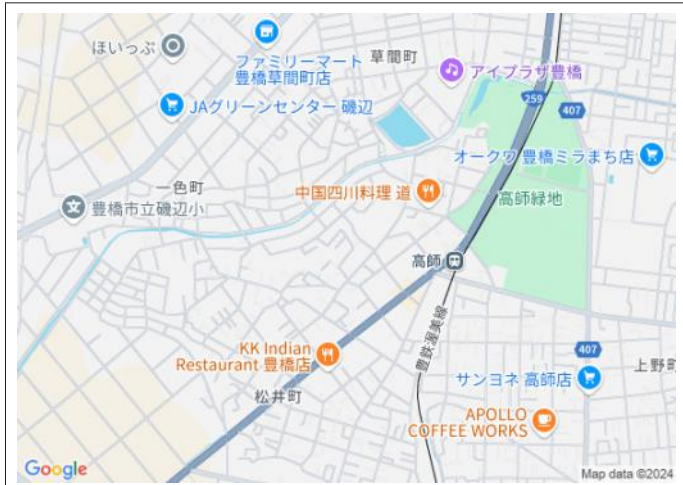 ほいっぷ
ファミリーマート
豊橋草間町店
草間町
アイプラザ豊橋
259
407
JAグリーンセンター 磯辺
オークワ 豊橋ミラまち店
一色町
中国四川料理 道
豊橋市立磯辺小
高師緑地
高師
豊鉄渥美線
KK Indian
Restaurant 豊橋店
407
上野町
サンヨネ 高師店
松井町
APOLLO
COFFEE WORKS
Google
Map data ©2024